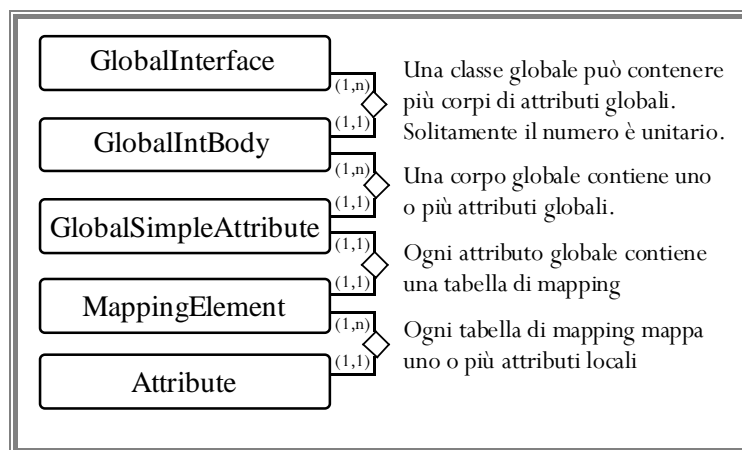 GlobalInterface
(1,n)
(1,1)
Una classe globale può contenere
più corpi di attributi globali.
Solitamente il numero è unitario.
GlobalIntBody
(1,n)
(1,1)
Una corpo globale contiene uno
o più attributi globali.
GlobalSimpleAttribute
(1,1)
(1,1)
Ogni attributo globale contiene
una tabella di mapping
MappingElement
(1,n)
(1,1)
Ogni tabella di mapping mappa
uno o più attributi locali
Attribute